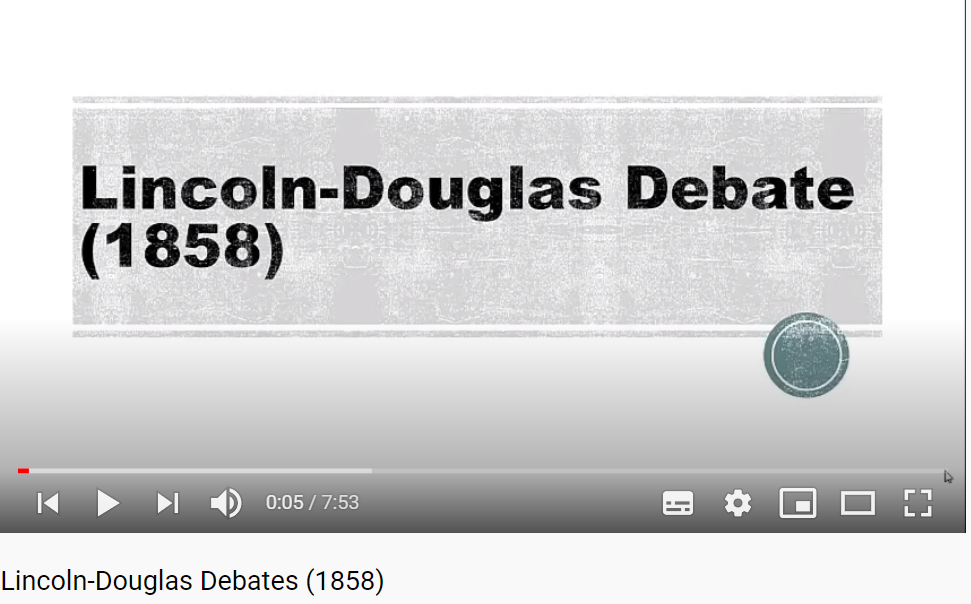 Lincoln-Douglas Debate
(1858)
0:05 / 7:53
Lincoln-Douglas Debates (1858)